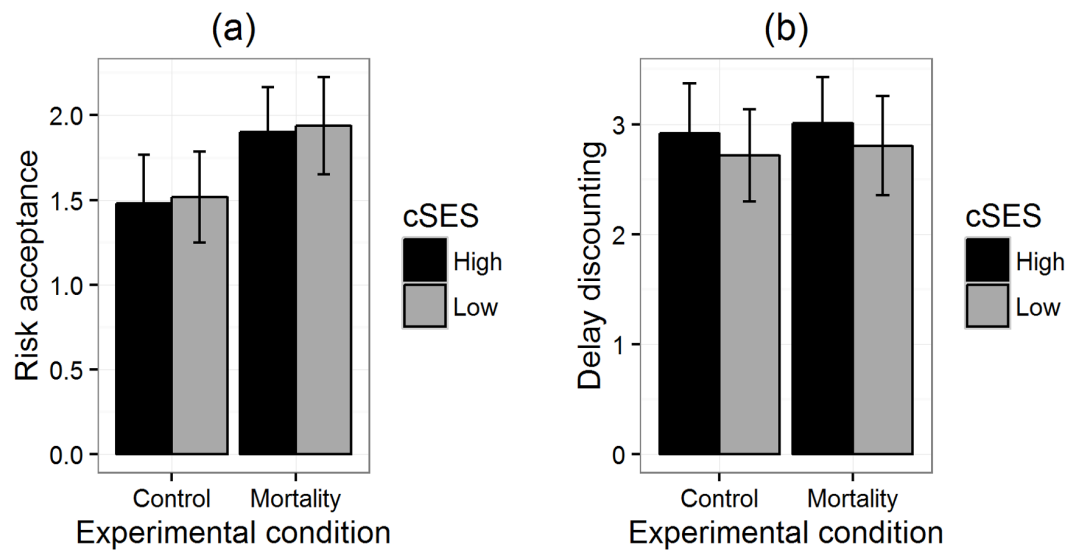 (a)
Risk acceptance
2.0
1.5
1.0
0.5
0.0
Control Mortality
Experimental condition
cSES
High
Low
(b)
Delay discounting
3
2
1
0
Control Mortality
Experimental condition
cSES
High
Low